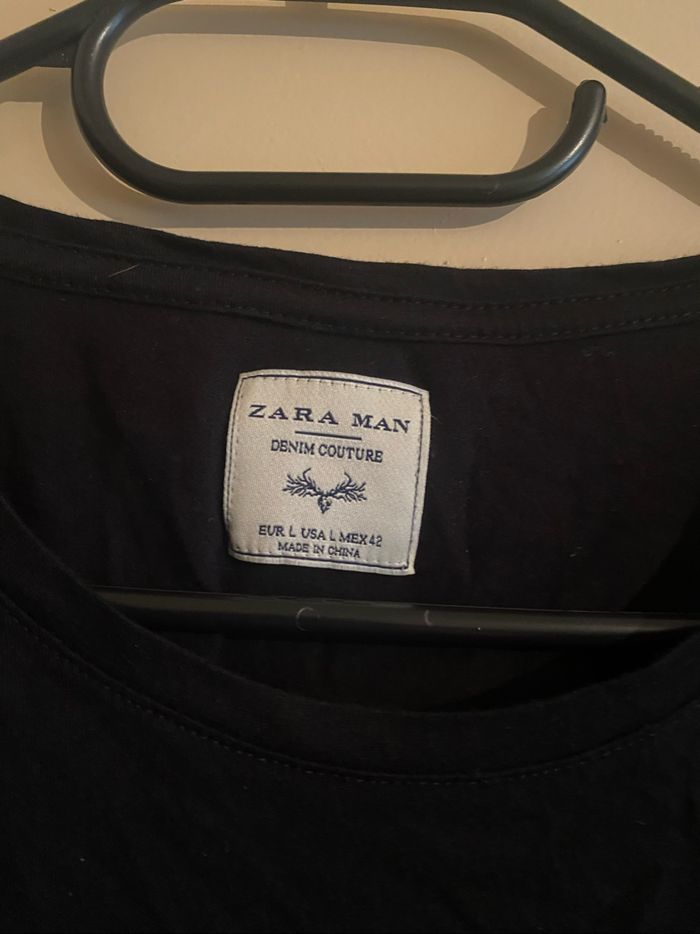 ZARA MAN
DENIM COUTURE
EUR L USA L MEX 42
MADE IN CHINA